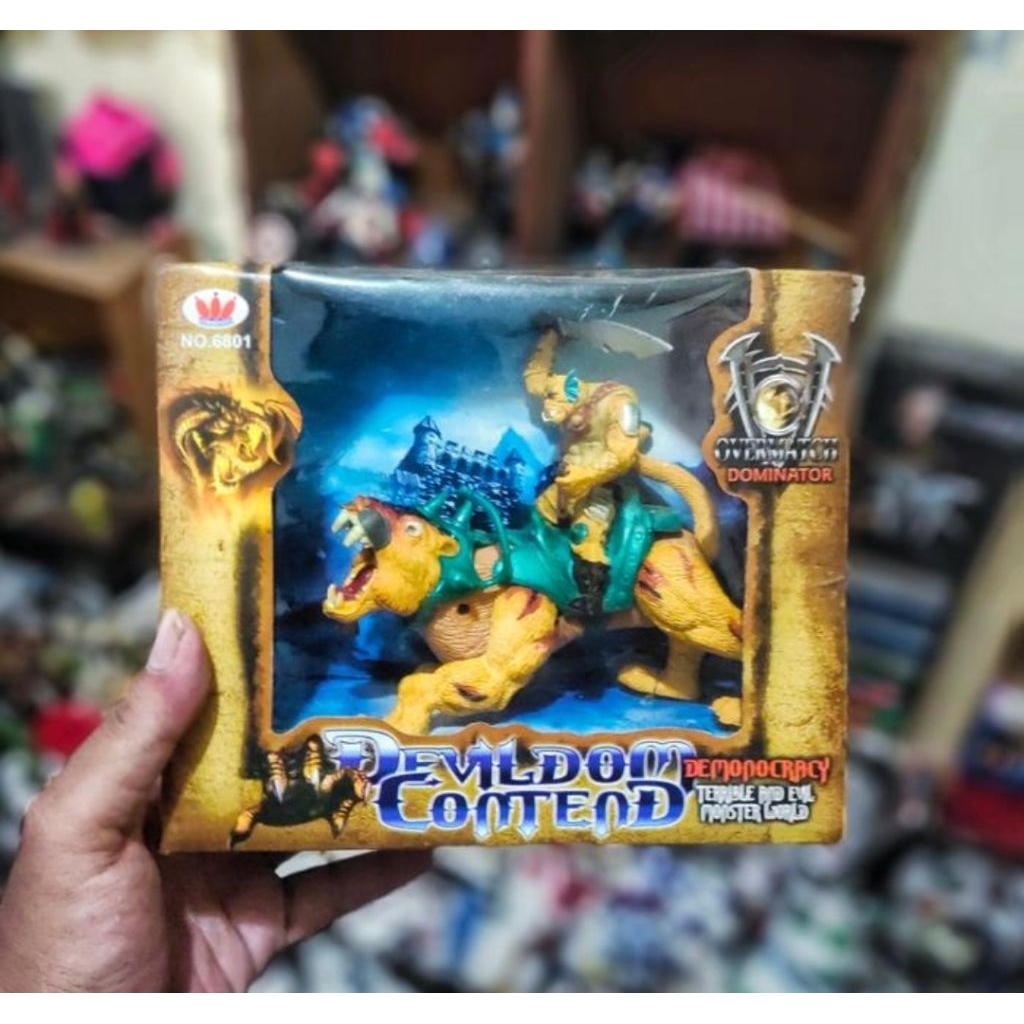 NO.6801
OVERMATCH
DOMINATOR
DEVILDOM
CONTEND
DEMONOCRACY
TERRIBLE AND EVIL
MONSTER WORLD